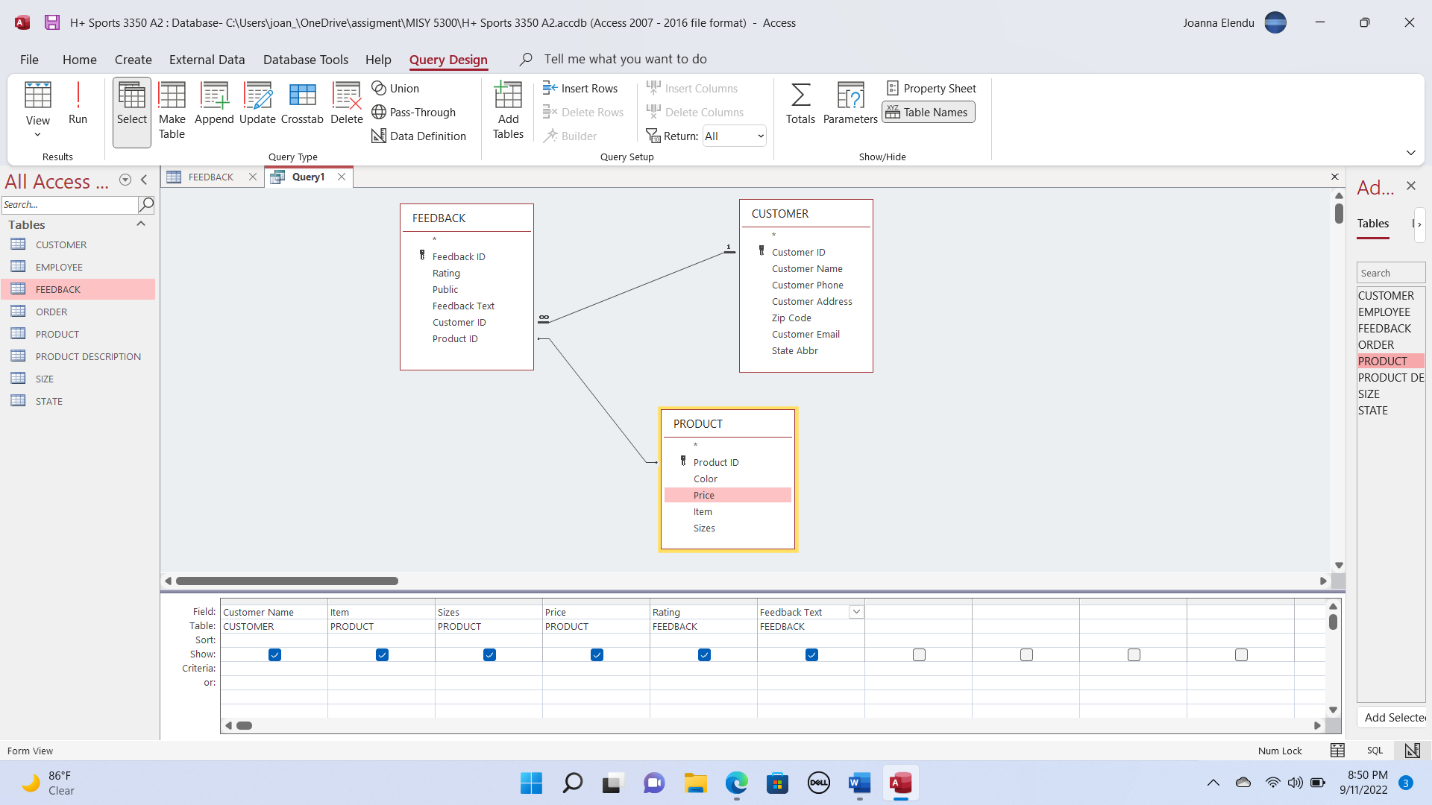 H+ Sports 3350 A2 : Database- C:\Users\joan_\OneDrive\assigment\MISY 5300\H+ Sports 3350 A2.accdb (Access 2007 - 2016 file format) - Access
Joanna Elendu
File Home Create External Data Database Tools Help Query Design Tell me what you want to do
View
Run
Results
Select
Make Table
Append
Update
Crosstab
Delete
Union
Pass-Through
Data Definition
Query Type
Add Tables
Insert Rows
Delete Rows
Builder
Insert Columns
Delete Columns
Return: All
Query Setup
Totals
Parameters
Property Sheet
XYZ Table Names
Show/Hide
All Access ...
Search...
Tables
CUSTOMER
EMPLOYEE
FEEDBACK
ORDER
PRODUCT
PRODUCT DESCRIPTION
SIZE
STATE
FEEDBACK
Query1
FEEDBACK
*
Feedback ID
Rating
Public
Feedback Text
Customer ID
Product ID
∞
1
CUSTOMER
*
Customer ID
Customer Name
Customer Phone
Customer Address
Zip Code
Customer Email
State Abbr
PRODUCT
*
Product ID
Color
Price
Item
Sizes
Field: Customer Name Item Sizes Price Rating Feedback Text
Table: CUSTOMER PRODUCT PRODUCT PRODUCT FEEDBACK FEEDBACK
Sort:
Show:
Criteria:
or:
Ad...
Tables
Search
CUSTOMER
EMPLOYEE
FEEDBACK
ORDER
PRODUCT
PRODUCT DE
SIZE
STATE
Add Selected
Form View
Num Lock
SQL
86°F
Clear
DELL
8:50 PM
9/11/2022
3